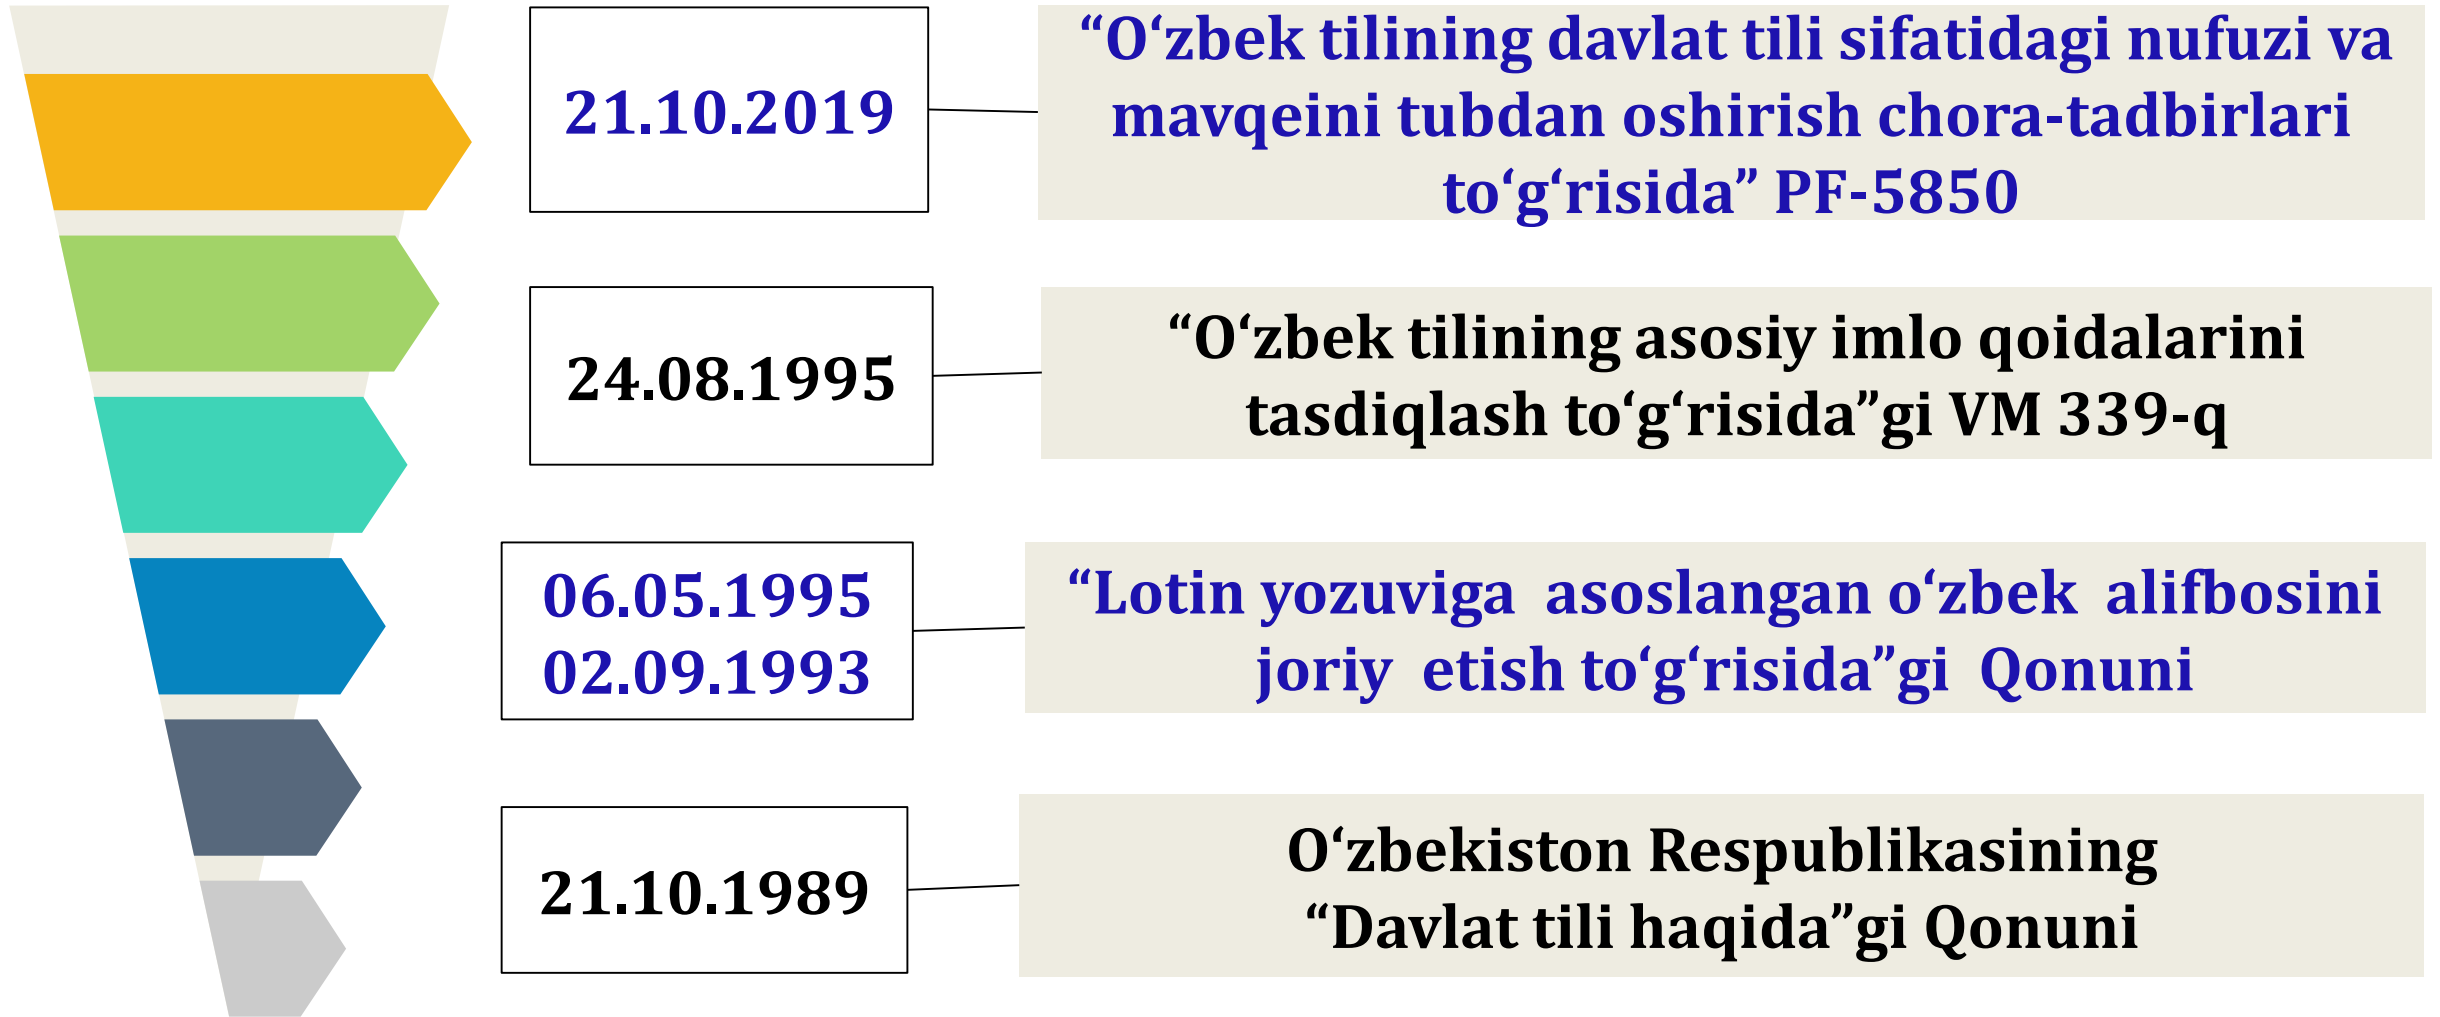 21.10.2019
“O‘zbek tilining davlat tili sifatidagi nufuzi va
mavqeini tubdan oshirish chora-tadbirlari
to‘g‘risida” PF-5850
24.08.1995
“O‘zbek tilining asosiy imlo qoidalarini
tasdiqlash to‘g‘risida”gi VM 339-q
06.05.1995
02.09.1993
“Lotin yozuviga asoslangan o‘zbek alifbosini
joriy etish to‘g‘risida”gi Qonuni
21.10.1989
O‘zbekiston Respublikasining
“Davlat tili haqida”gi Qonuni